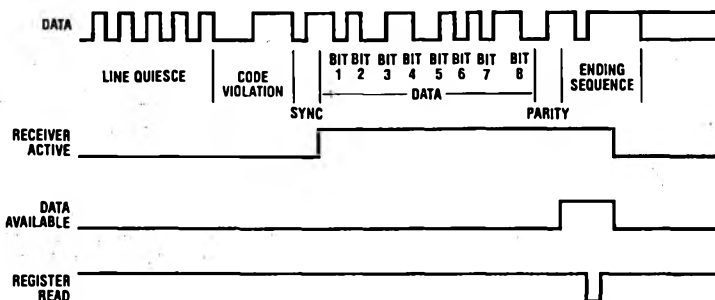 DATA
LINE QUIESCE
CODE
VIOLATION
SYNC
BIT BIT BIT BIT BIT BIT BIT BIT
1 2 3 4 5 6 7 8
DATA
PARITY
ENDING
SEQUENCE
RECEIVER
ACTIVE
DATA
AVAILABLE
REGISTER
READ